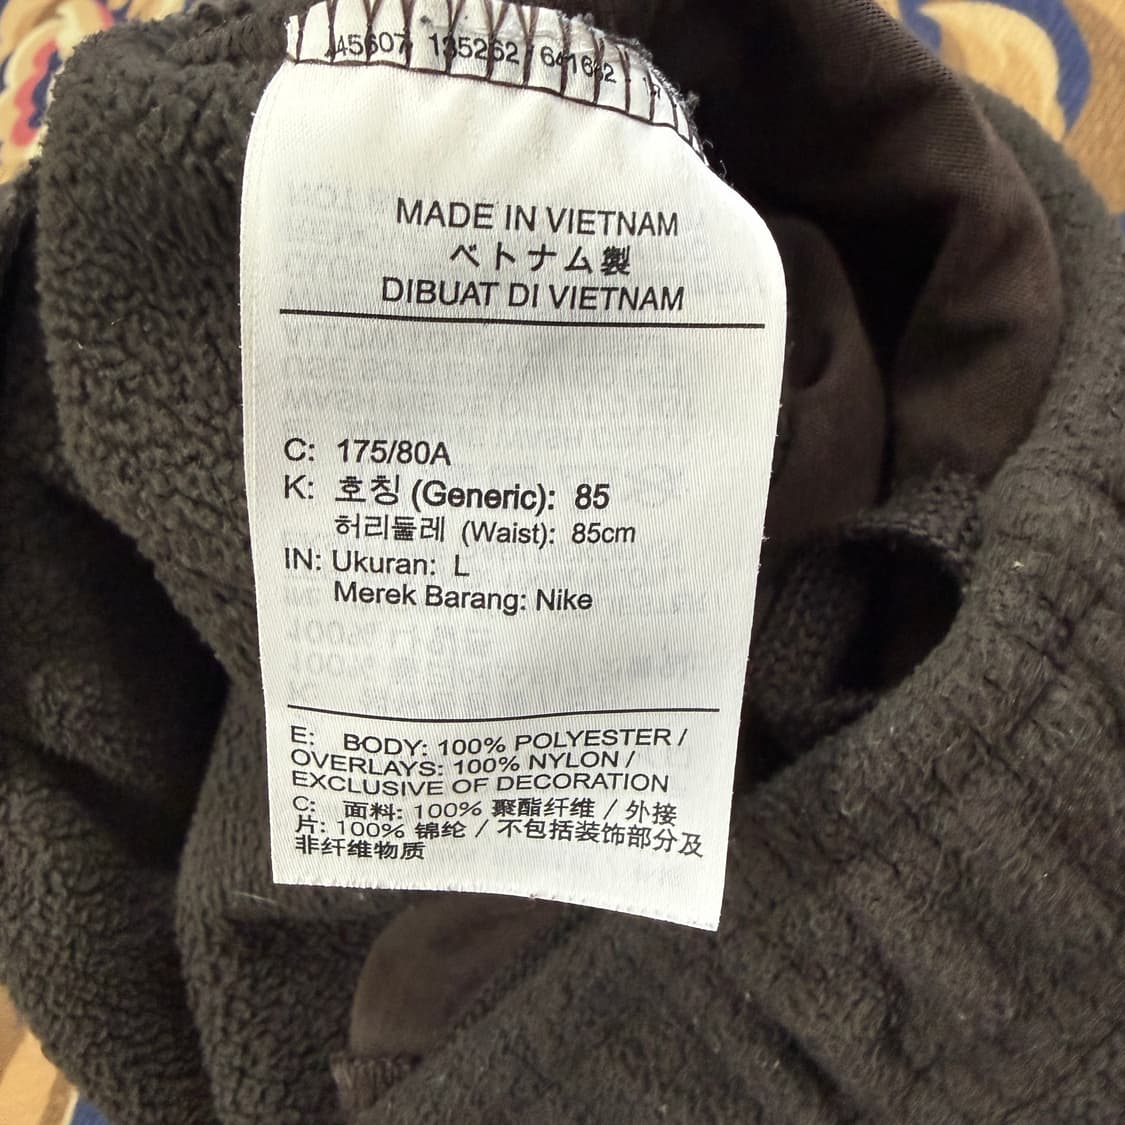 45607 135262 641662
MADE IN VIETNAM
ベトナム製
DIBUAT DI VIETNAM
C: 175/80A
K: 호칭 (Generic): 85
허리둘레 (Waist): 85cm
IN: Ukuran: L
Merek Barang: Nike
E: BODY: 100% POLYESTER /
OVERLAYS: 100% NYLON /
EXCLUSIVE OF DECORATION
C: 面料: 100% 聚酯纤维 / 外接
片: 100% 锦纶 / 不包括装饰部分及
非纤维物质